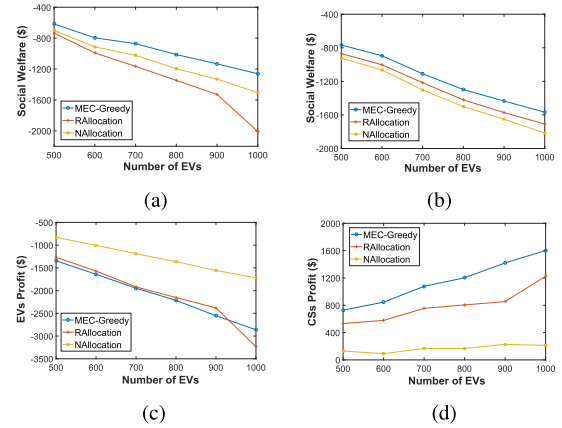 -400
-800
-1200
-1600
-2000
Social Welfare ($)
MEC-Greedy
RAllocation
NAllocation
500 600 700 800 900 1000
Number of EVs
(a)
-400
-800
-1200
-1600
-2000
Social Welfare ($)
MEC-Greedy
RAllocation
NAllocation
500 600 700 800 900 1000
Number of EVs
(b)
-500
-1000
-1500
-2000
-2500
-3000
-3500
EVs Profit ($)
MEC-Greedy
RAllocation
NAllocation
500 600 700 800 900 1000
Number of EVs
(c)
2000
1600
1200
800
400
0
CSs Profit ($)
MEC-Greedy
RAllocation
NAllocation
500 600 700 800 900 1000
Number of EVs
(d)